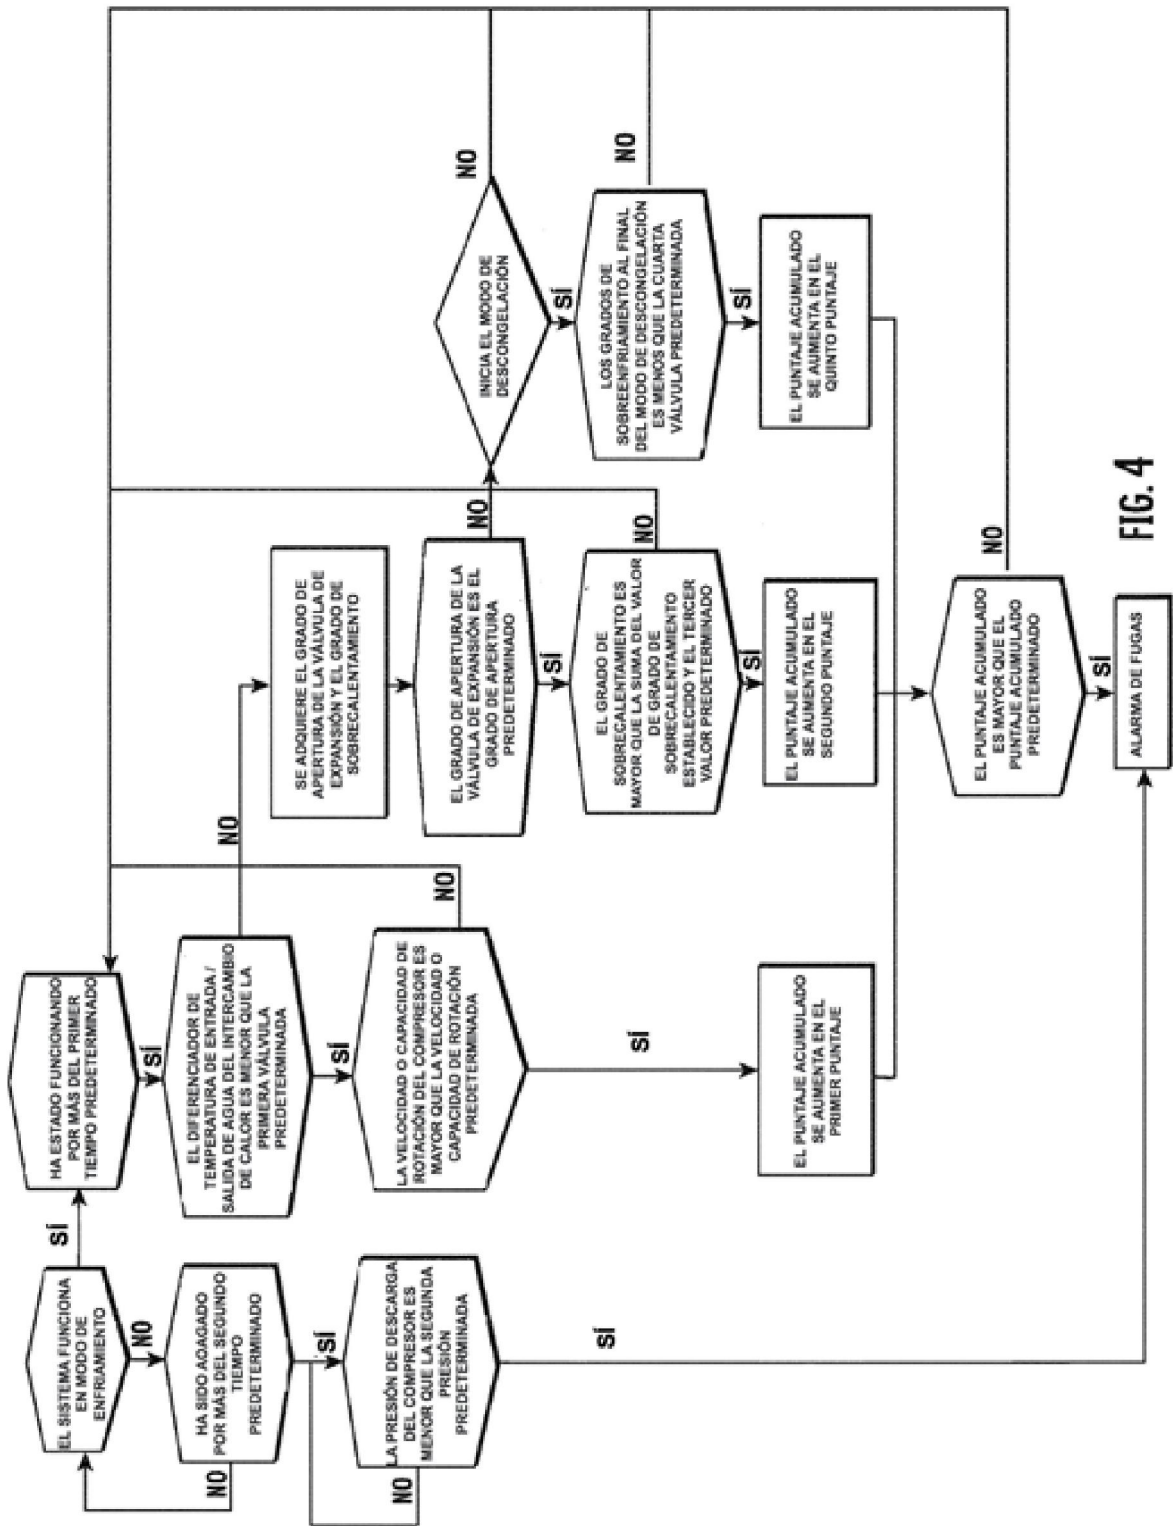 EL SISTEMA FUNCIONA
EN MODO DE
ENFRIAMIENTO
SÍ
NO
HA SIDO AOAGADO
POR MÁS DEL SEGUNDO
TIEMPO
PREDETERMINADO
NO
SÍ
LA PRESIÓN DE DESCARGA
DEL COMPRESOR ES
MENOR QUE LA SEGUNDA
PRESIÓN
PREDETERMINADA
NO
SÍ
HA ESTADO FUNCIONANDO
POR MÁS DEL PRIMER
TIEMPO PREDETERMINADO
SÍ
EL DIFERENCIADOR DE
TEMPERATURA DE ENTRADA /
SALIDA DE AGUA DEL INTERCAMBIO
DE CALOR ES MENOR QUE LA
PRIMERA VÁLVULA
PREDETERMINADA
NO
SÍ
LA VELOCIDAD O CAPACIDAD DE
ROTACIÓN DEL COMPRESOR ES
MAYOR QUE LA VELOCIDAD O
CAPACIDAD DE ROTACIÓN
PREDETERMINADA
NO
SÍ
EL PUNTAJE ACUMULADO
SE AUMENTA EN EL
PRIMER PUNTAJE
SE ADQUIERE EL GRADO DE
APERTURA DE LA VÁLVULA DE
EXPANSIÓN Y EL GRADO DE
SOBRECALENTAMIENTO
EL GRADO DE APERTURA DE LA
VÁLVULA DE EXPANSIÓN ES EL
GRADO DE APERTURA
PREDETERMINADO
NO
SÍ
EL GRADO DE
SOBRECALENTAMIENTO ES
MAYOR QUE LA SUMA DEL VALOR
DE GRADO DE
SOBRECALENTAMIENTO
ESTABLECIDO Y EL TERCER
VALOR PREDETERMINADO
NO
SÍ
EL PUNTAJE ACUMULADO
SE AUMENTA EN EL
SEGUNDO PUNTAJE
INICIA EL MODO DE
DESCONGELACIÓN
NO
SÍ
LOS GRADOS DE
SOBREENFRIAMIENTO AL FINAL
DEL MODO DE DESCONGELACIÓN
ES MENOS QUE LA CUARTA
VÁLVULA PREDETERMINADA
NO
SÍ
EL PUNTAJE ACUMULADO
SE AUMENTA EN EL
QUINTO PUNTAJE
EL PUNTAJE ACUMULADO
ES MAYOR QUE EL
PUNTAJE ACUMULADO
PREDETERMINADO
NO
SÍ
ALARMA DE FUGAS
FIG. 4